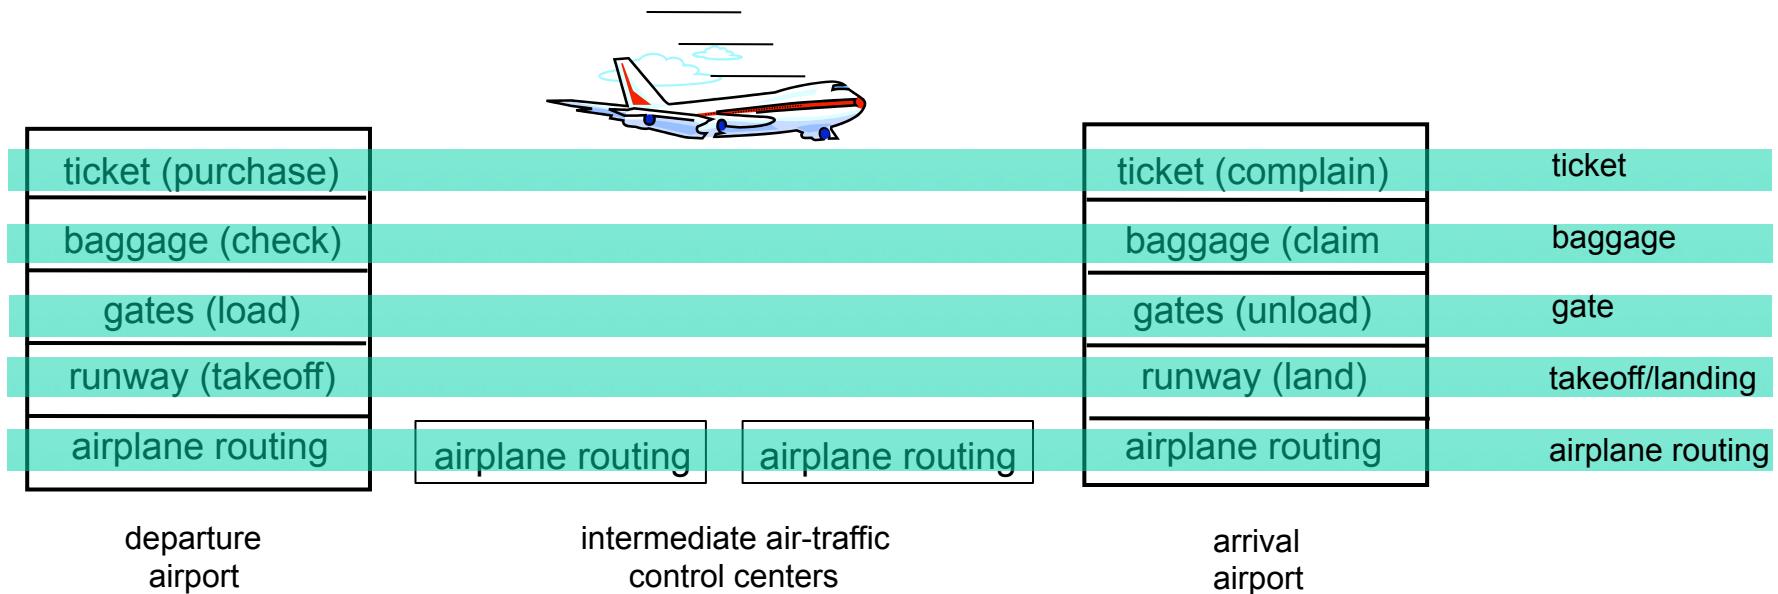 ticket (purchase)
ticket (complain)
ticket
baggage (check)
baggage (claim
baggage
gates (load)
gates (unload)
gate
runway (takeoff)
runway (land)
takeoff/landing
airplane routing
airplane routing
airplane routing
airplane routing
airplane routing
departure
airport
intermediate air-traffic
control centers
arrival
airport